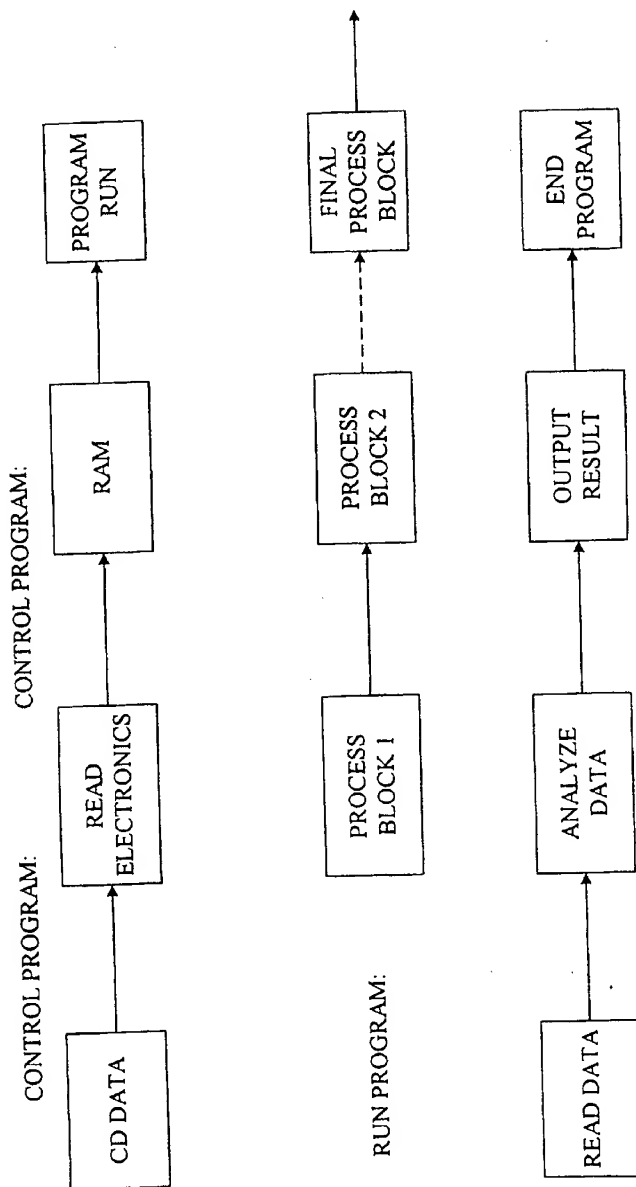 CONTROL PROGRAM:
CONTROL PROGRAM:
CD DATA
READ
ELECTRONICS
RAM
PROGRAM
RUN
RUN PROGRAM:
PROCESS
BLOCK 1
PROCESS
BLOCK 2
FINAL
PROCESS
BLOCK
READ DATA
ANALYZE
DATA
OUTPUT
RESULT
END
PROGRAM